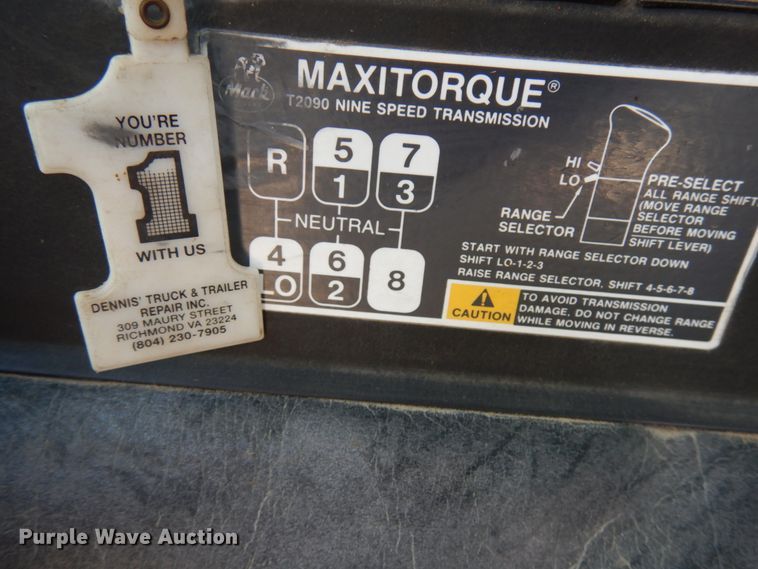 YOU'RE
NUMBER
1
WITH US
DENNIS' TRUCK & TRAILER
REPAIR INC.
309 MAURY STREET
RICHMOND VA 23224
(804) 230-7905
Mack
MAXITORQUE®
T2090 NINE SPEED TRANSMISSION
R 5 7
1 3
NEUTRAL
4 6 8
LO 2
HI
LO
RANGE
SELECTOR
PRE-SELECT
ALL RANGE SHIFT
(MOVE RANGE
SELECTOR
BEFORE MOVING
SHIFT LEVER)
START WITH RANGE SELECTOR DOWN
SHIFT LO-1-2-3
RAISE RANGE SELECTOR. SHIFT 4-5-6-7-8
CAUTION
TO AVOID TRANSMISSION
DAMAGE, DO NOT CHANGE RANGE
WHILE MOVING IN REVERSE.
Purple Wave Auction